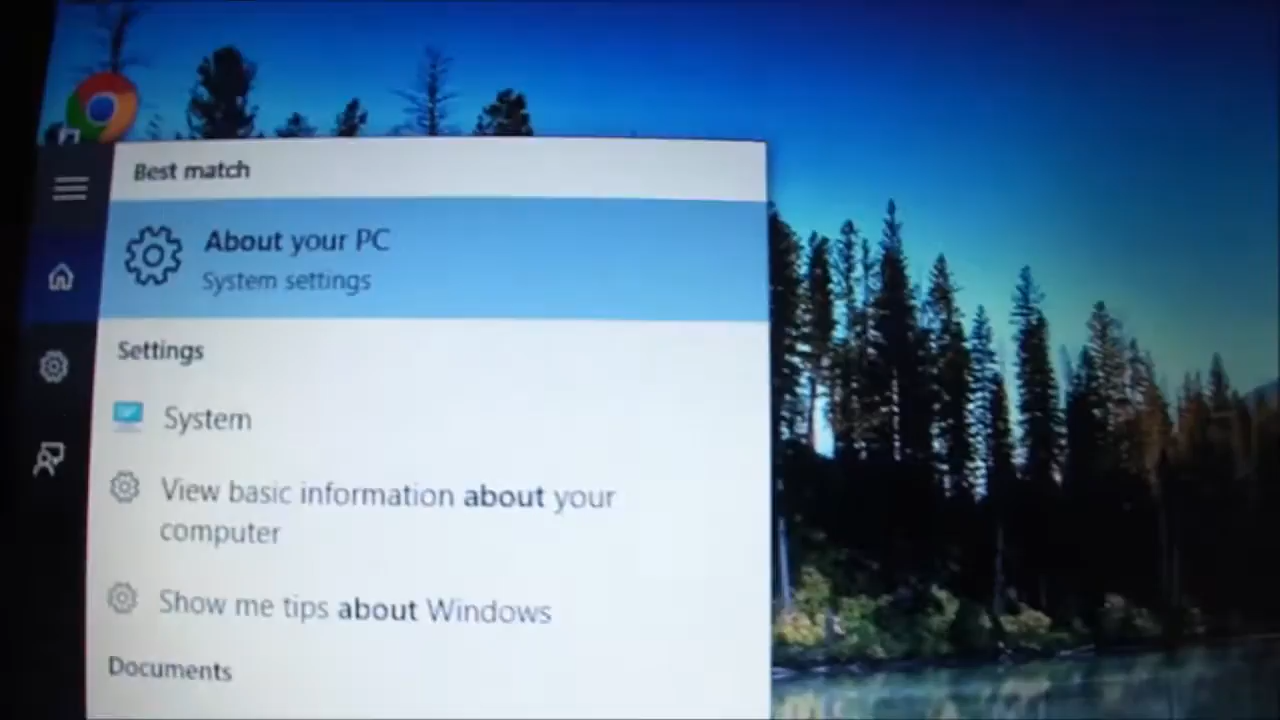 Best match
About your PC
System settings
Settings
System
View basic information about your
computer
Show me tips about Windows
Documents